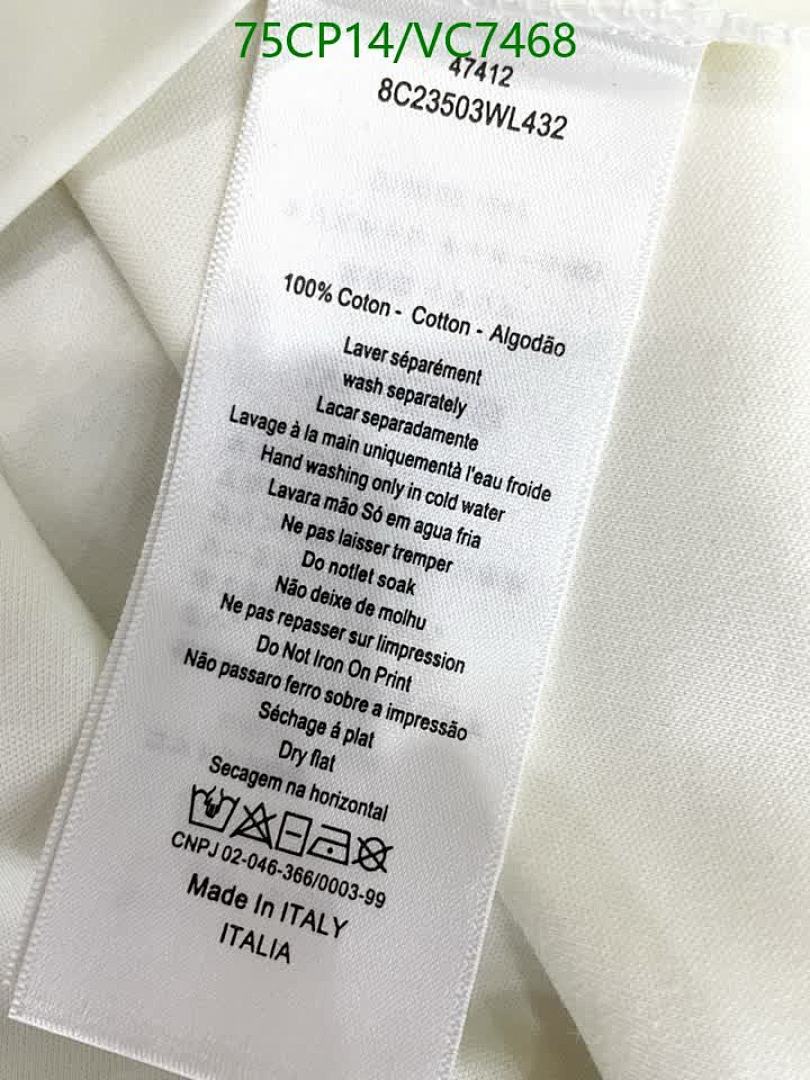 75CP14/VC7468
47412
8C23503WL432
100% Coton - Cotton - Algodão
Laver séparément
wash separately
Lacar separadamente
Lavage à la main uniquementà l'eau froide
Hand washing only in cold water
Lavara mão Só em agua fria
Ne pas laisser tremper
Do notlet soak
Não deixe de molhu
Ne pas repasser sur limpression
Do Not Iron On Print
Não passaro ferro sobre a impressão
Séchage á plat
Dry flat
Secagem na horizontal
CNPJ 02-046-366/0003-99
Made In ITALY
ITALIA